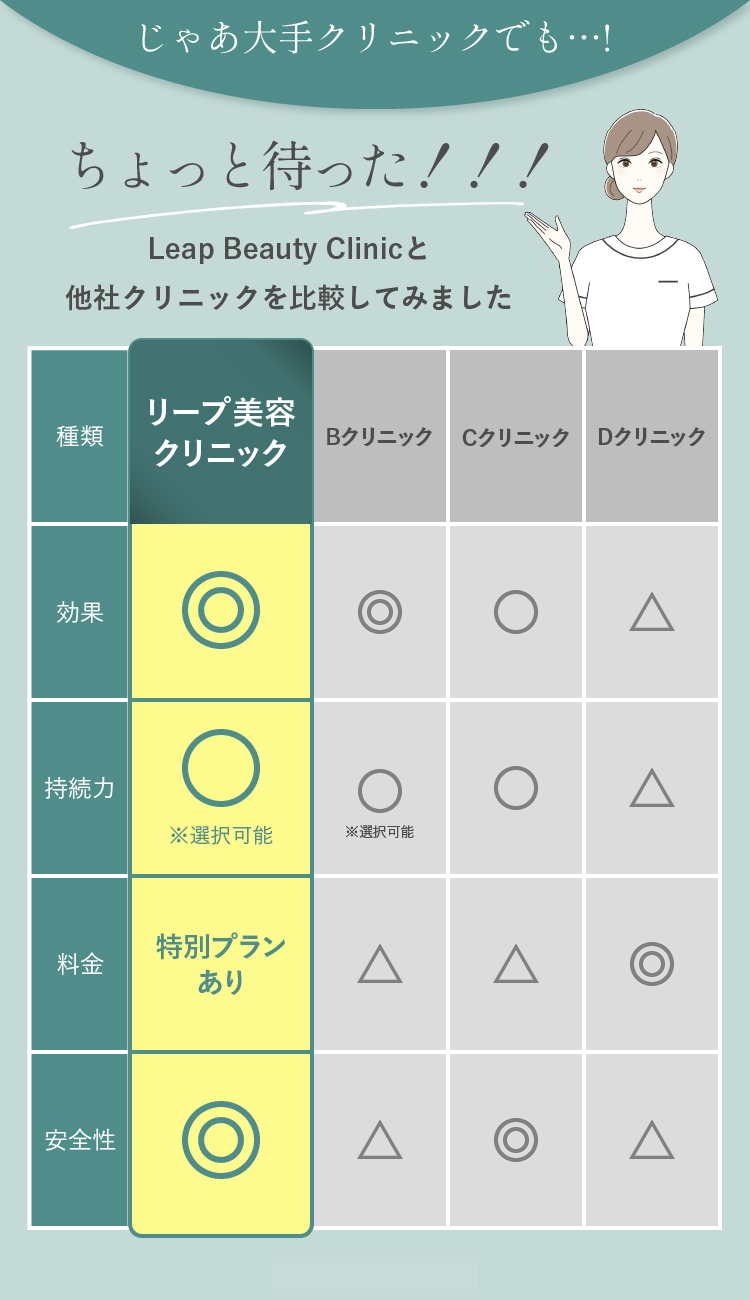 じゃあ大手クリニックでも…!
ちょっと待った！！！
Leap Beauty Clinicと
他社クリニックを比較してみました
種類
リープ美容
クリニック
Bクリニック
Cクリニック
Dクリニック
効果
◎
◎
○
△
持続力
○
※選択可能
○
※選択可能
○
△
料金
特別プラン
あり
△
△
◎
安全性
◎
△
◎
△